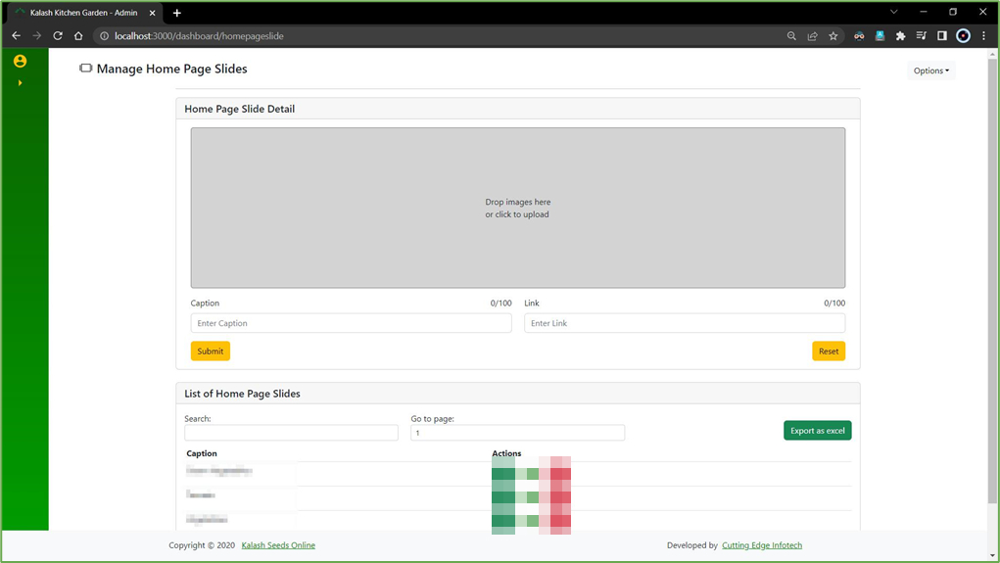 Kalash Kitchen Garden - Admin
localhost:3000/dashboard/homepageslide
Manage Home Page Slides
Options
Home Page Slide Detail
Drop images here
or click to upload
Caption 0/100 Link 0/100
Enter Caption Enter Link
Submit Reset
List of Home Page Slides
Search: Go to page:
1
Export as excel
Caption Actions
Copyright © 2020 Kalash Seeds Online Developed by Cutting Edge Infotech